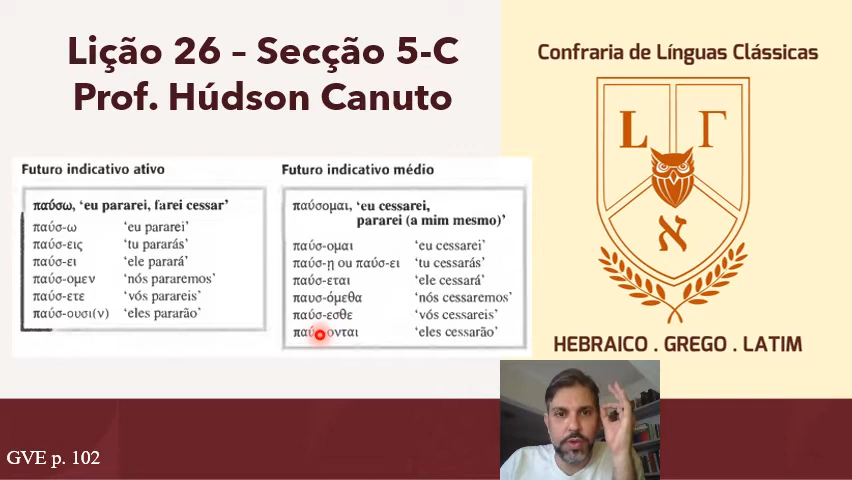 Lição 26 – Secção 5-C
Prof. Húdson Canuto
Futuro indicativo ativo
παύσω, ‘eu pararei, farei cessar’
παύσ-ω ‘eu pararei’
παύσ-εις ‘tu pararás’
παύσ-ει ‘ele parará’
παύσ-ομεν ‘nós pararemos’
παύσ-ετε ‘vós parareis’
παύσ-ουσι(ν) ‘eles pararão’
Futuro indicativo médio
παύσομαι, ‘eu cessarei,
pararei (a mim mesmo)’
παύσ-ομαι ‘eu cessarei’
παύσ-ῃ ου παύσ-ει ‘tu cessarás’
παύσ-εται ‘ele cessará’
παυσ-όμεθα ‘nós cessaremos’
παύσ-εσθε ‘vós cessareis’
‘eles cessarão’
Confraria de Línguas Clássicas
L Γ
א
HEBRAICO . GREGO . LATIM
GVE p. 102